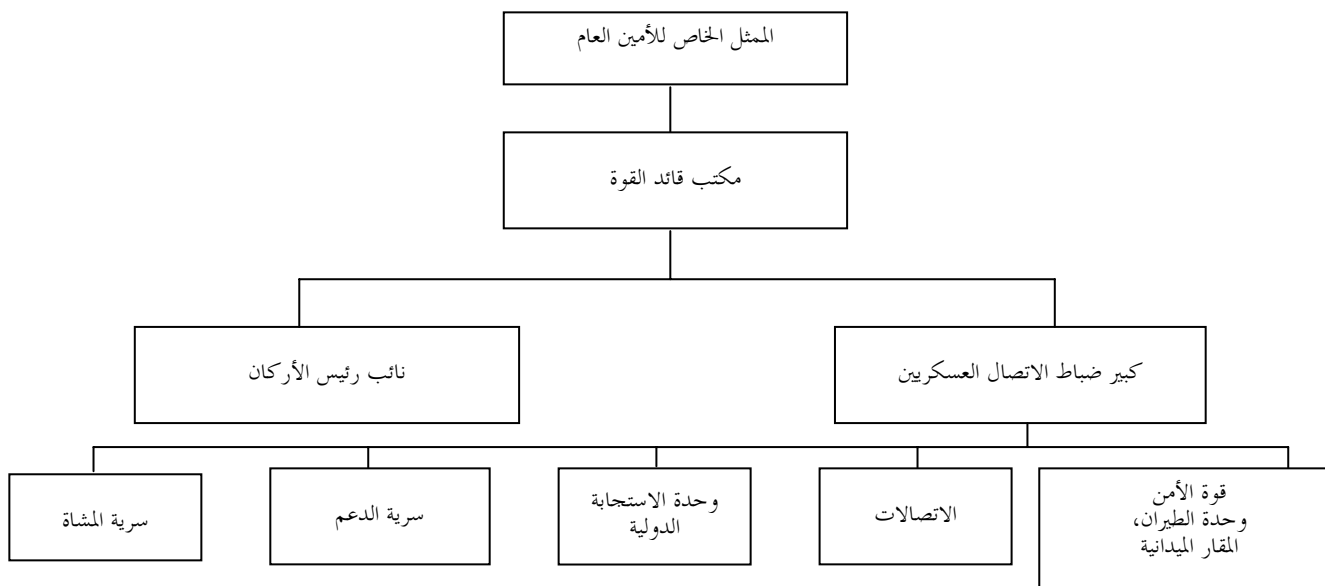 الممثل الخاص للأمين العام
مكتب قائد القوة
كبير ضباط الاتصال العسكريين
نائب رئيس الأركان
قوة الأمن
وحدة الطيران،
المقار الميدانية
الاتصالات
وحدة الاستجابة
الدولية
سرية الدعم
سرية المشاة